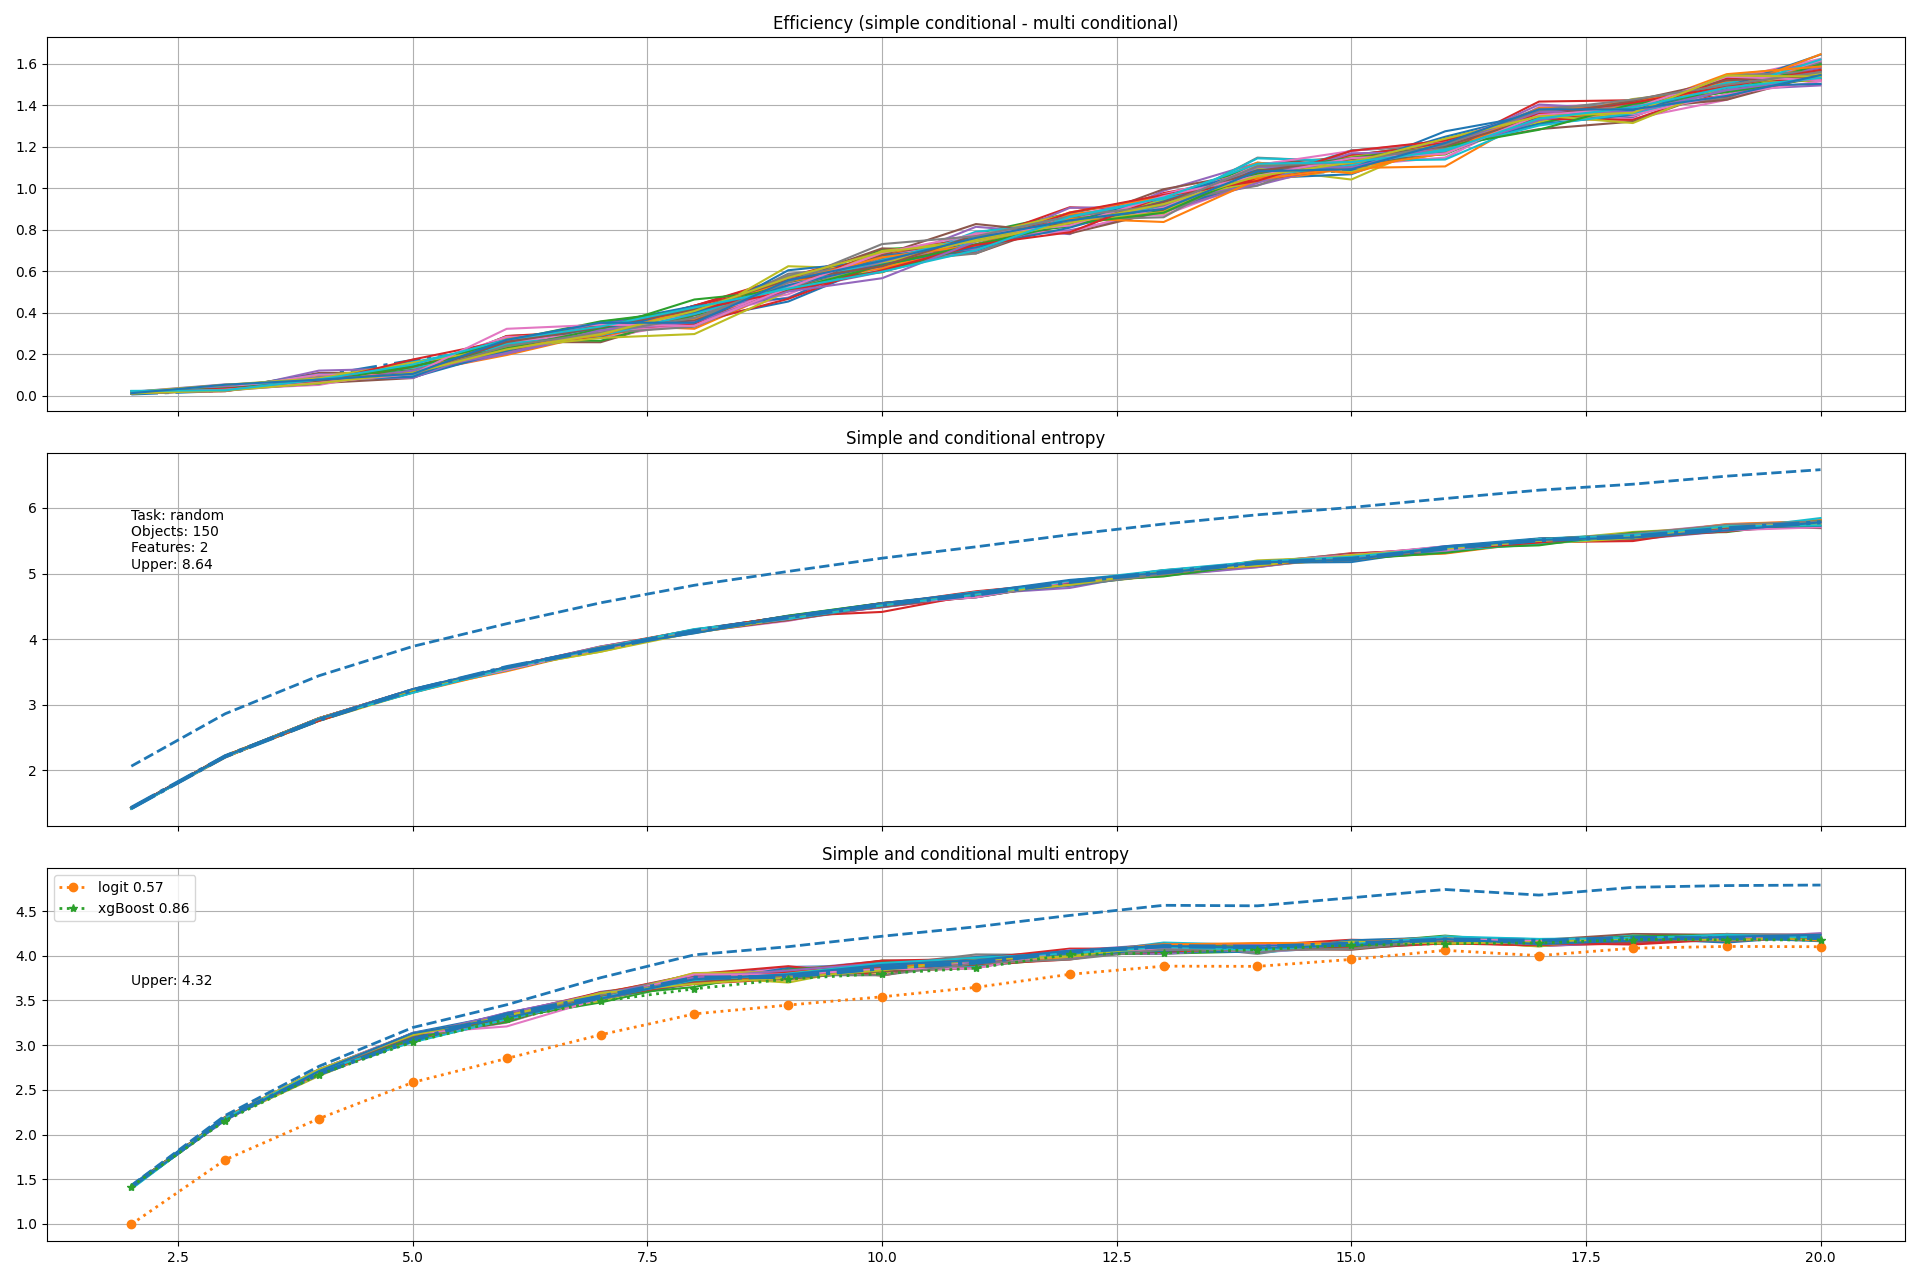 Efficiency (simple conditional - multi conditional)
1.6
1.4
1.2
1.0
0.8
0.6
0.4
0.2
0.0
Simple and conditional entropy
6
5
4
3
2
Task: random
Objects: 150
Features: 2
Upper: 8.64
Simple and conditional multi entropy
logit 0.57
xgBoost 0.86
Upper: 4.32
4.5
4.0
3.5
3.0
2.5
2.0
1.5
1.0
2.5 5.0 7.5 10.0 12.5 15.0 17.5 20.0